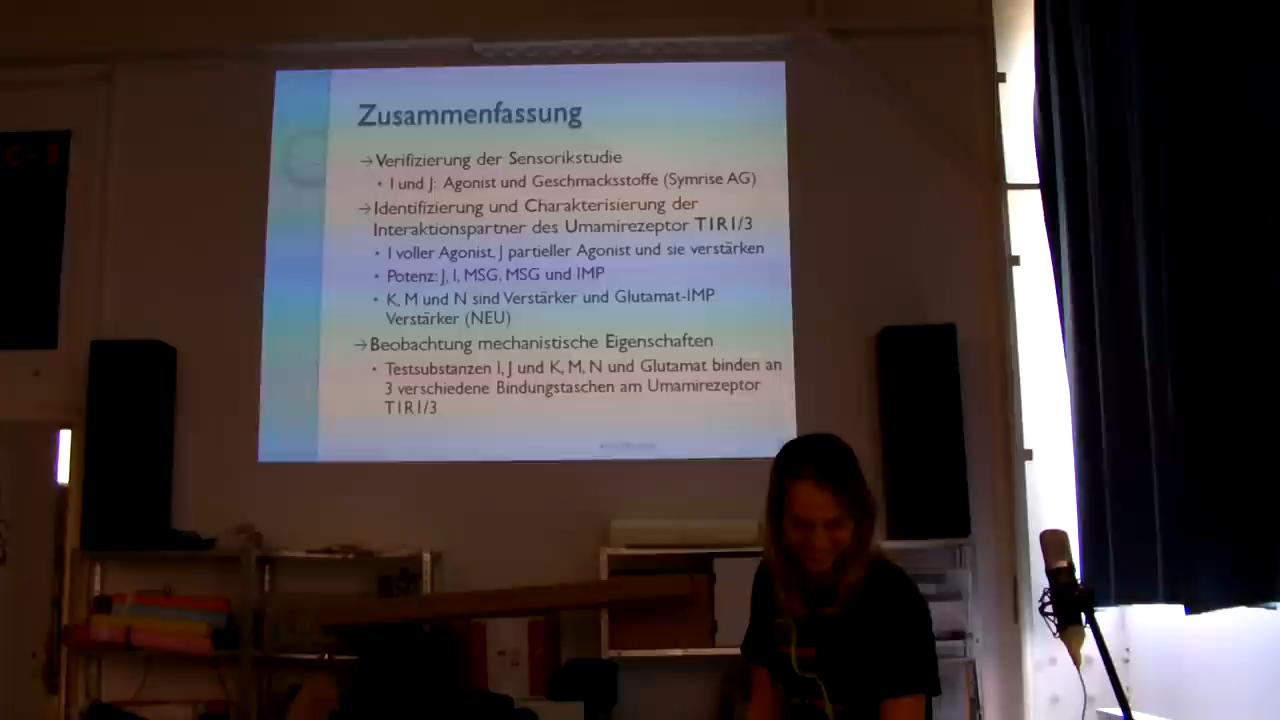 Zusammenfassung
→Verifizierung der Sensorikstudie
• I und J: Agonist und Geschmacksstoffe (Symrise AG)
→Identifizierung und Charakterisierung der
Interaktionspartner des Umamirezeptor T1R1/3
• I voller Agonist, J partieller Agonist und sie verstärken
• Potenz: J, I, MSG, MSG und IMP
• K, M und N sind Verstärker und Glutamat-IMP
Verstärker (NEU)
→Beobachtung mechanistische Eigenschaften
• Testsubstanzen I, J und K, M, N und Glutamat binden an
3 verschiedene Bindungstaschen am Umamirezeptor
T1R1/3